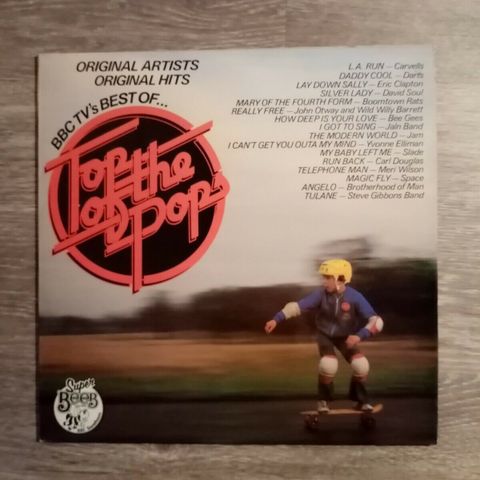 ORIGINAL ARTISTS
ORIGINAL HITS
BBC TV's BEST OF...
Top
of the
Pops
L.A. RUN — Carvells
DADDY COOL — Darts
LAY DOWN SALLY — Eric Clapton
SILVER LADY — David Soul
MARY OF THE FOURTH FORM — Boomtown Rats
REALLY FREE — John Otway and Wild Willy Barrett
HOW DEEP IS YOUR LOVE — Bee Gees
I GOT TO SING — Jaln Band
THE MODERN WORLD — Jam
I CAN'T GET YOU OUTA MY MIND — Yvonne Elliman
MY BABY LEFT ME — Slade
RUN BACK — Carl Douglas
TELEPHONE MAN — Meri Wilson
MAGIC FLY — Space
ANGELO — Brotherhood of Man
TULANE — Steve Gibbons Band
Super
BEEB